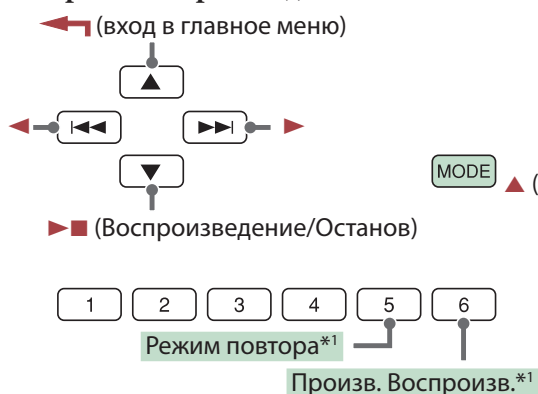 (вход в главное меню)
MODE
(
(Воспроизведение/Останов)
1 2 3 4 5 6
Режим повтора*1
Произв. Воспроизв.*1